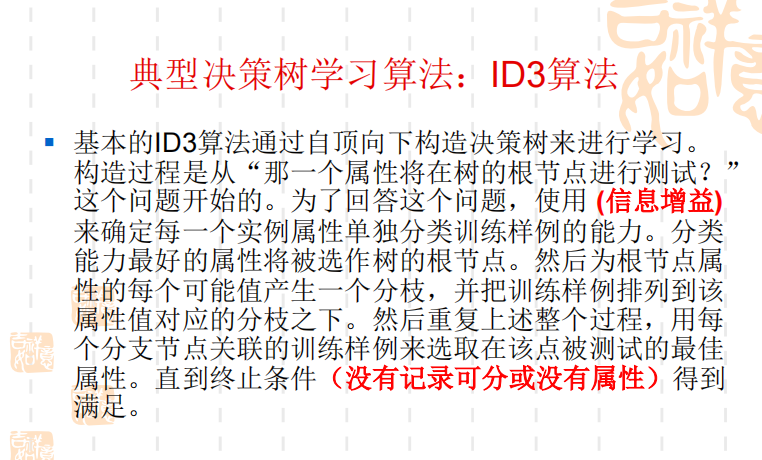 典型决策树学习算法：ID3算法
基本的ID3算法通过自顶向下构造决策树来进行学习。
构造过程是从“那一个属性将在树的根节点进行测试？”
这个问题开始的。为了回答这个问题，使用 (信息增益)
来确定每一个实例属性单独分类训练样例的能力。分类
能力最好的属性将被选作树的根节点。然后为根节点属
性的每个可能值产生一个分枝，并把训练样例排列到该
属性值对应的分枝之下。然后重复上述整个过程，用每
个分支节点关联的训练样例来选取在该点被测试的最佳
属性。直到终止条件（没有记录可分或没有属性）得到
满足。